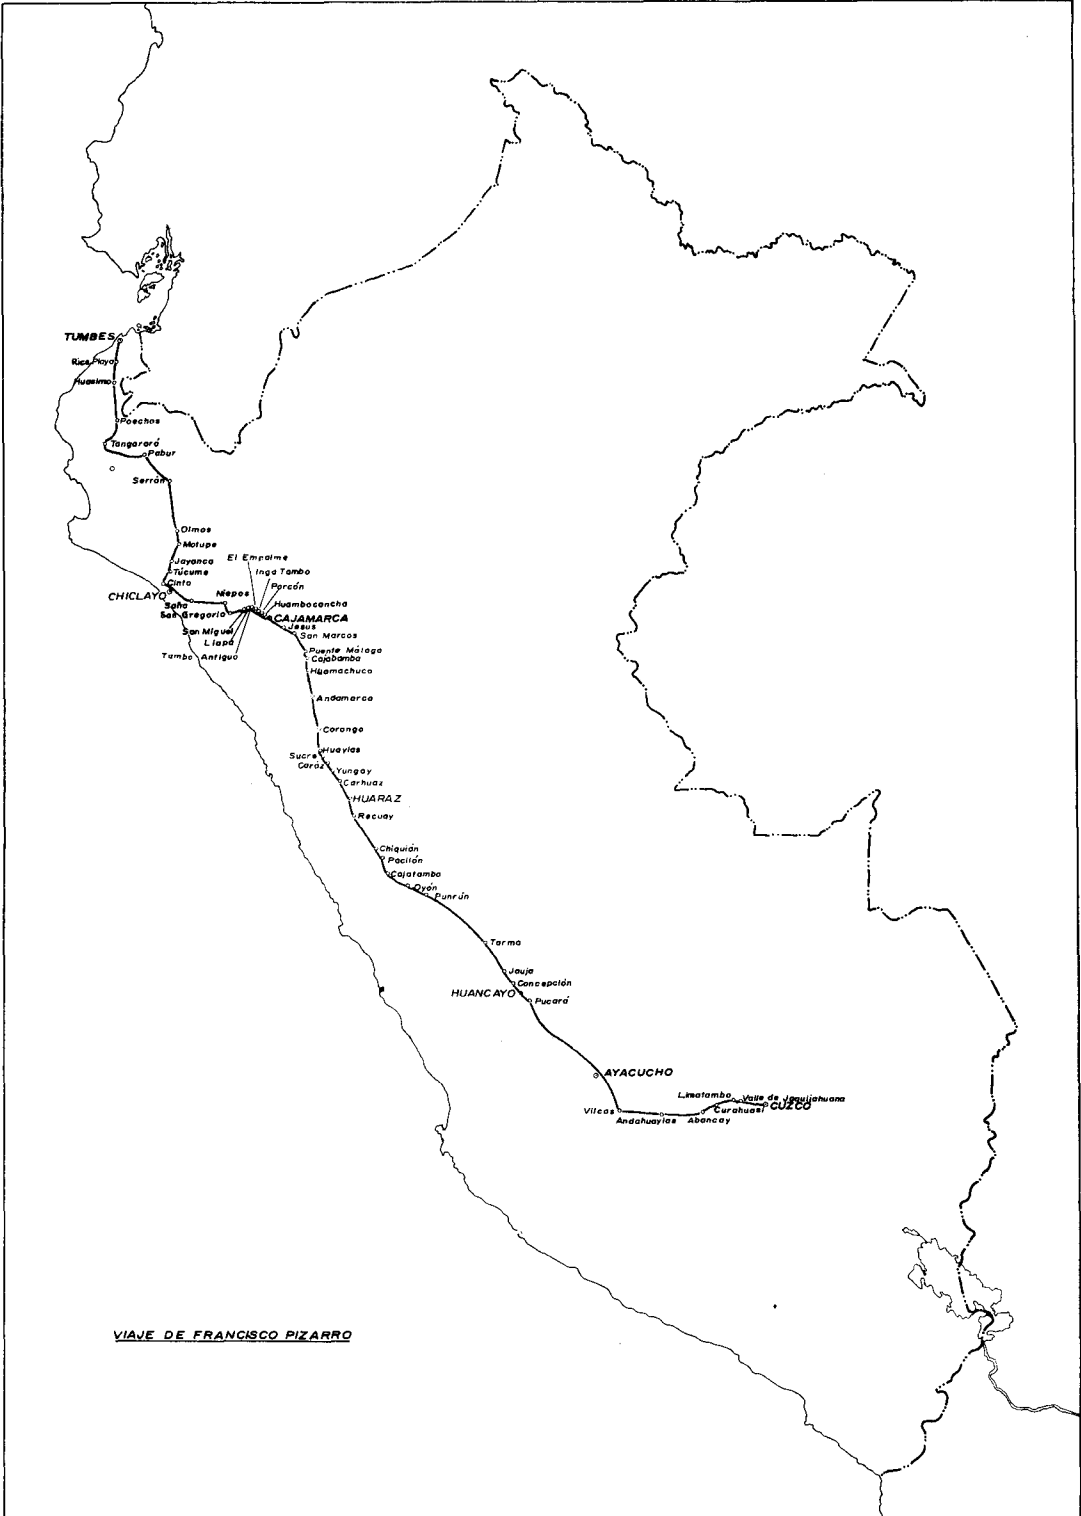 TUMBES
Rica Playa
Huasimo
Poechos
Tangarará
Pabur
Serrán
Olmos
Motupe
Jayanca
Túcume
Cinto
CHICLAYO
El Empalme
Inga Tambo
Porcón
Niepos
Huambocancha
Saña
San Gregorio
CAJAMARCA
San Miguel
Jesus
Llapa
San Marcos
Tambo Antiguo
Puente Málaga
Cajabamba
Huamachuco
Andamarca
Corongo
Huaylas
Sucre
Caraz
Yungay
Carhuaz
HUARAZ
Recuay
Chiquián
Pacllón
Cajatambo
Oyón
Punrún
Tarma
Jauja
Concepción
HUANCAYO
Pucará
AYACUCHO
Vilcas
Andahuaylas
Abancay
Limatambo
Curahuasi
Valle de Jaquijahuana
CUZCO
VIAJE DE FRANCISCO PIZARRO